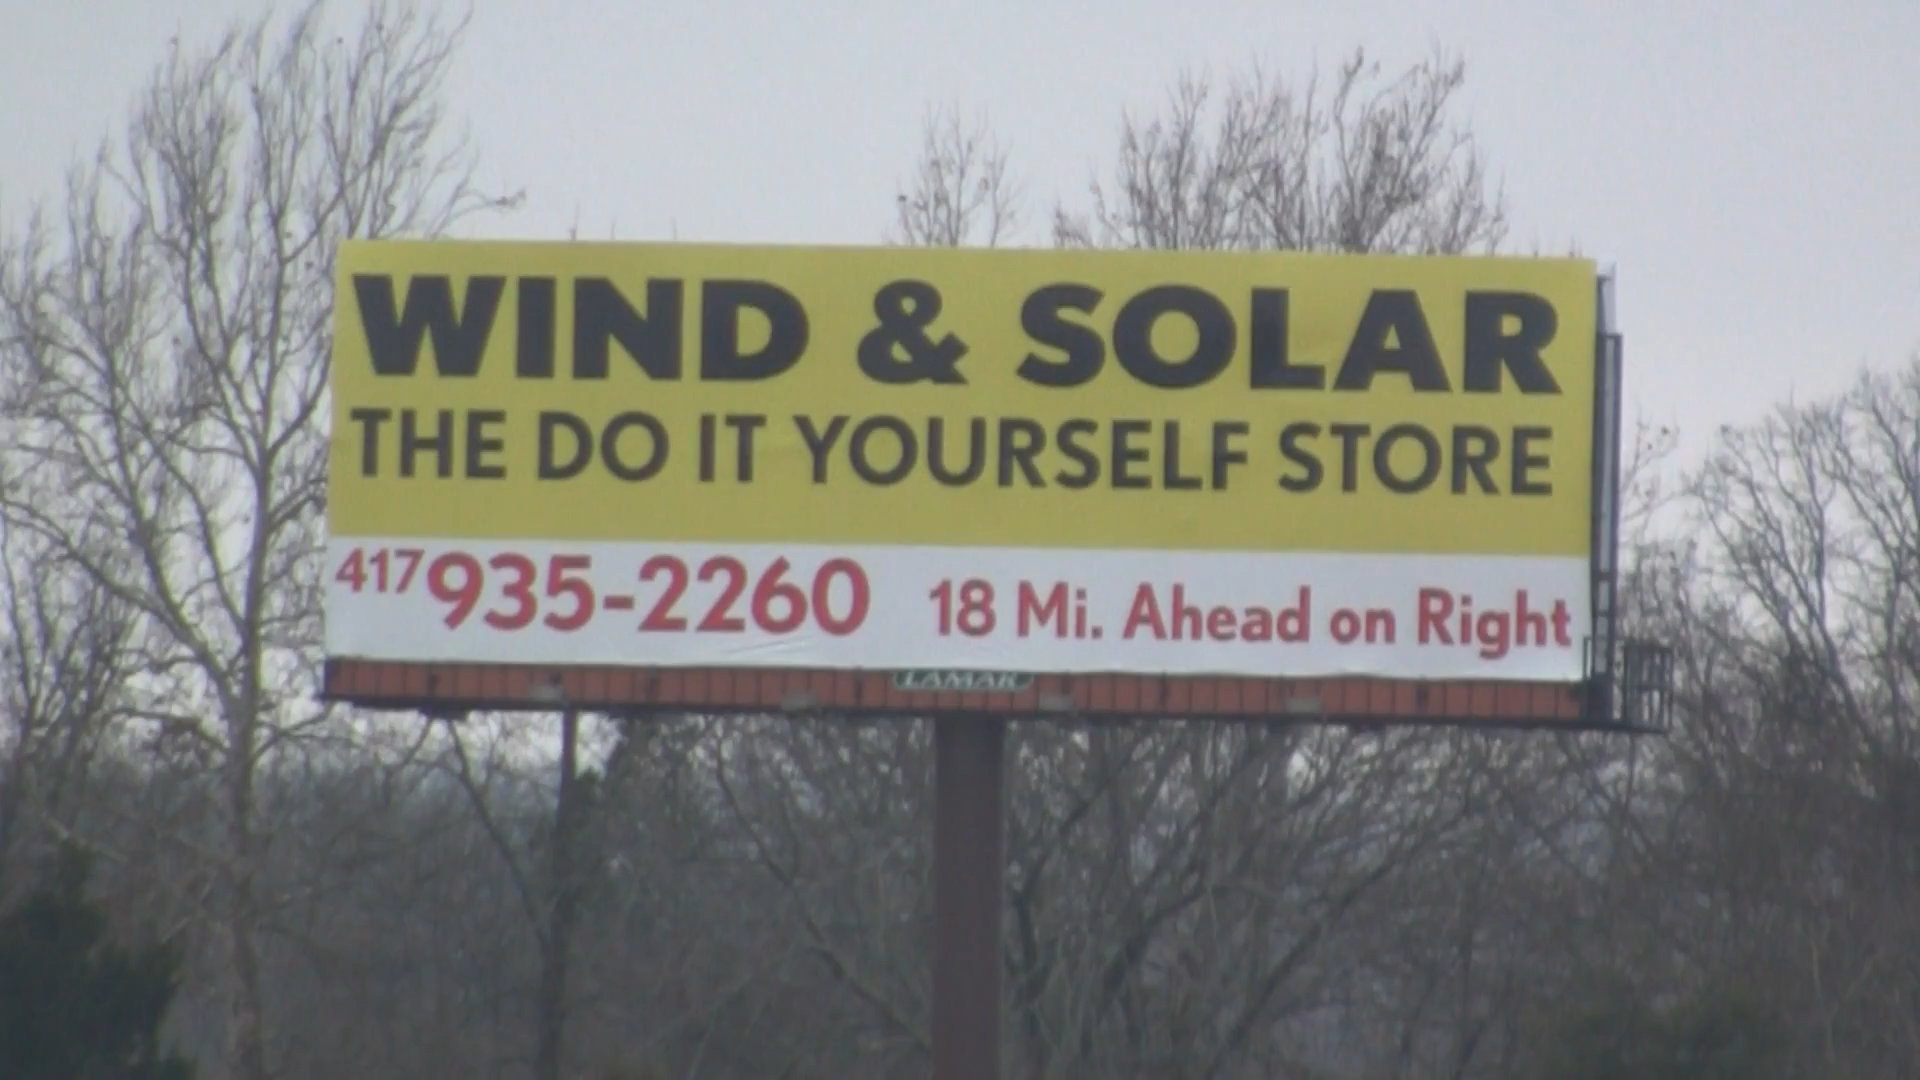 WIND & SOLAR
THE DO IT YOURSELF STORE
417 935-2260 18 Mi. Ahead on Right
LAMAR